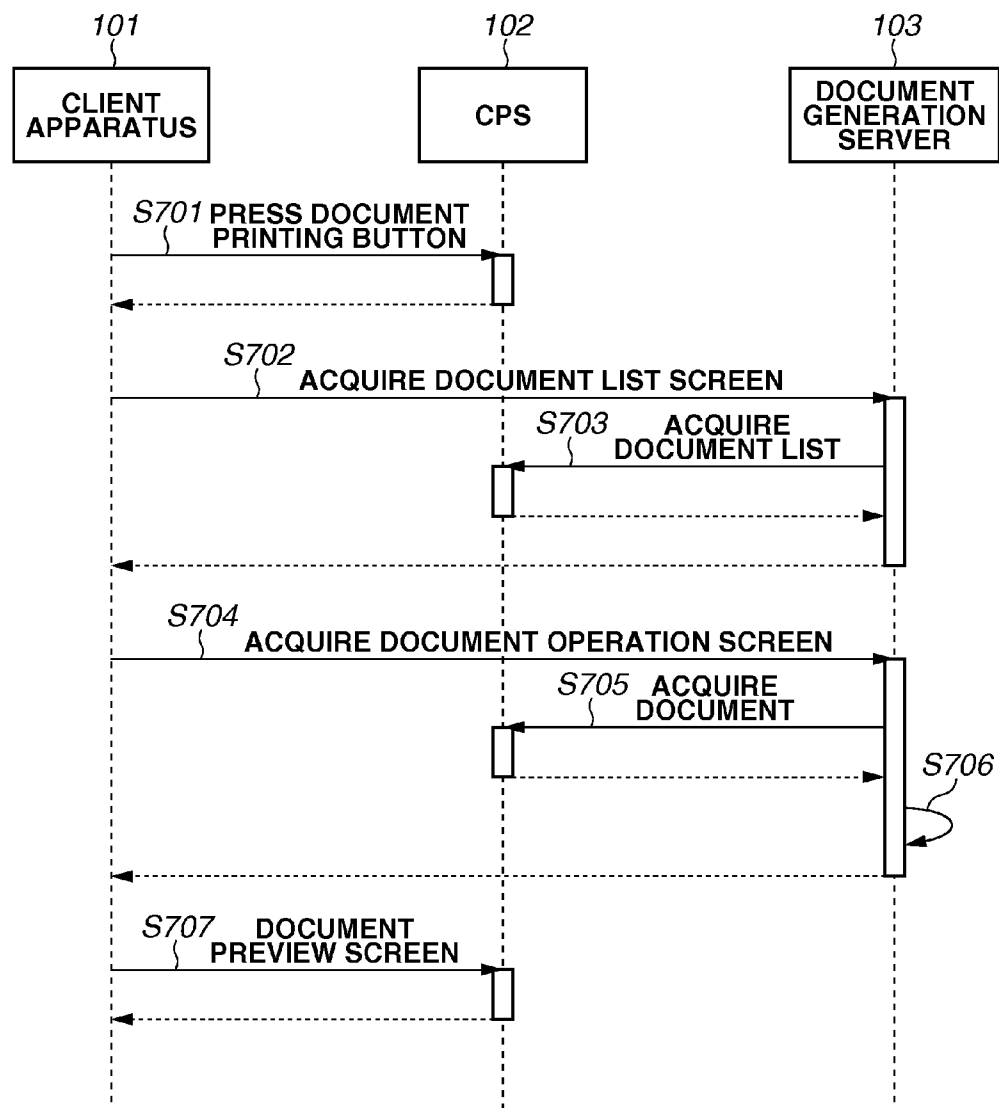 101
102
103
CLIENT
APPARATUS
CPS
DOCUMENT
GENERATION
SERVER
S701
PRESS DOCUMENT
PRINTING BUTTON
S702
ACQUIRE DOCUMENT LIST SCREEN
S703
ACQUIRE
DOCUMENT LIST
S704
ACQUIRE DOCUMENT OPERATION SCREEN
S705
ACQUIRE
DOCUMENT
S706
S707
DOCUMENT
PREVIEW SCREEN